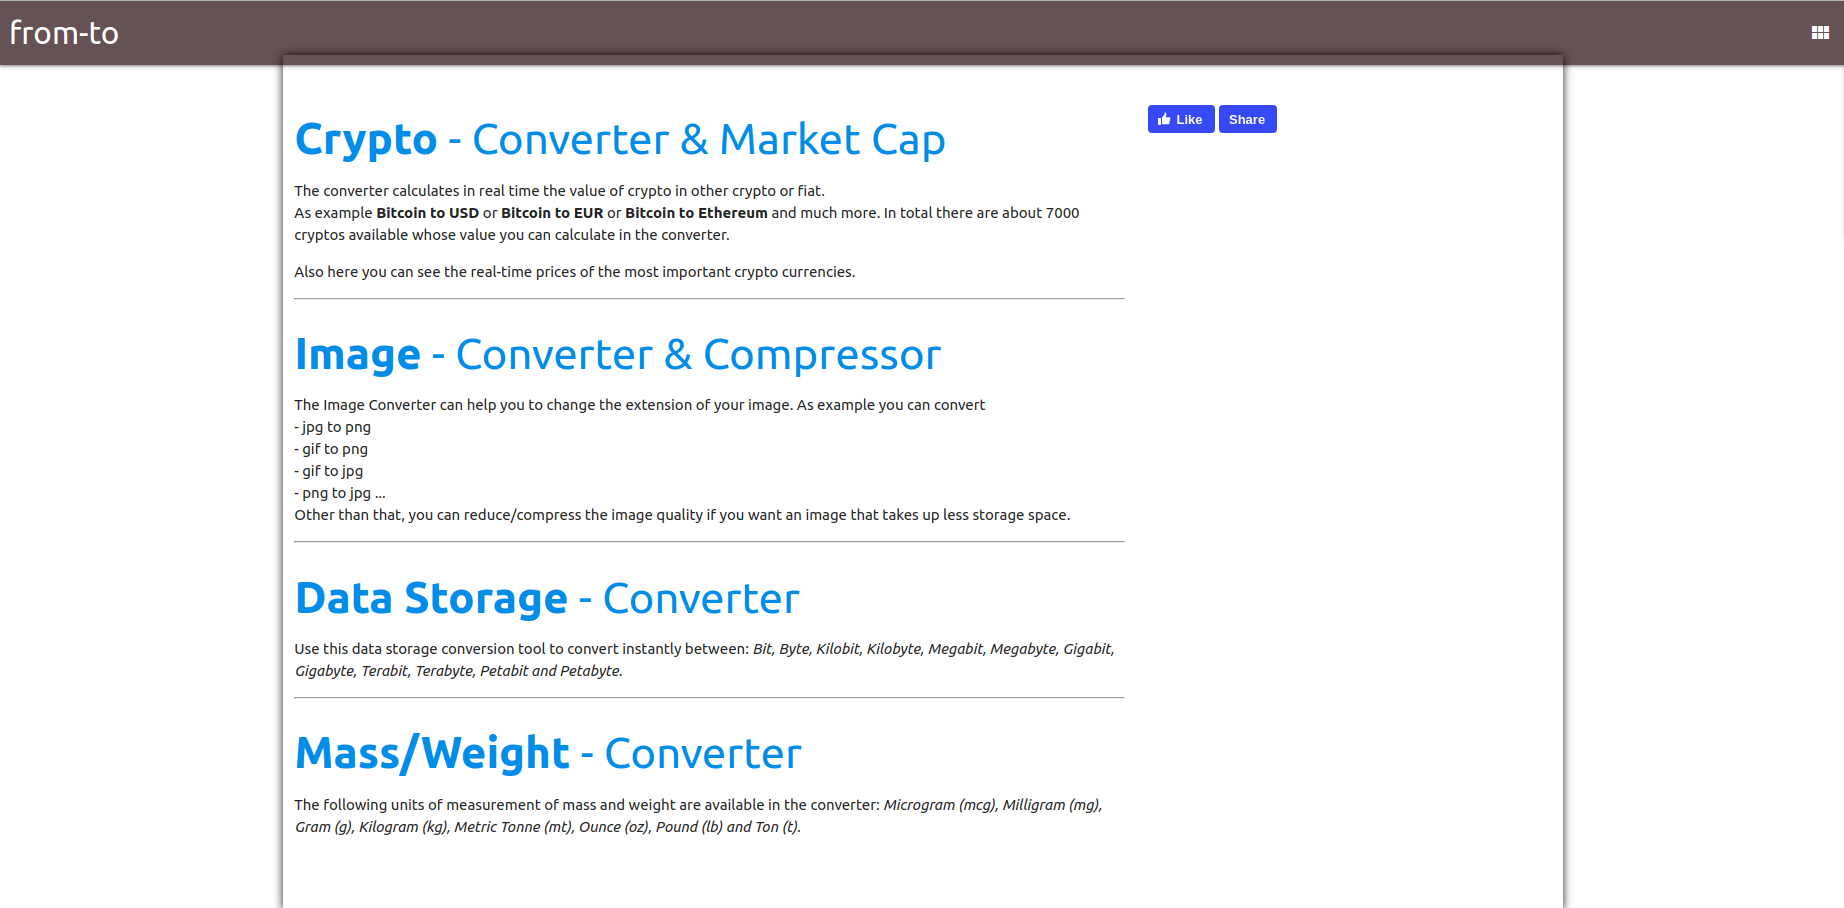 from-to
Crypto - Converter & Market Cap
Like
Share
The converter calculates in real time the value of crypto in other crypto or fiat.
As example Bitcoin to USD or Bitcoin to EUR or Bitcoin to Ethereum and much more. In total there are about 7000
cryptos available whose value you can calculate in the converter.
Also here you can see the real-time prices of the most important crypto currencies.
Image - Converter & Compressor
The Image Converter can help you to change the extension of your image. As example you can convert
- jpg to png
- gif to png
- gif to jpg
- png to jpg ...
Other than that, you can reduce/compress the image quality if you want an image that takes up less storage space.
Data Storage - Converter
Use this data storage conversion tool to convert instantly between: Bit, Byte, Kilobit, Kilobyte, Megabit, Megabyte, Gigabit,
Gigabyte, Terabit, Terabyte, Petabit and Petabyte.
Mass/Weight - Converter
The following units of measurement of mass and weight are available in the converter: Microgram (mcg), Milligram (mg),
Gram (g), Kilogram (kg), Metric Tonne (mt), Ounce (oz), Pound (lb) and Ton (t).